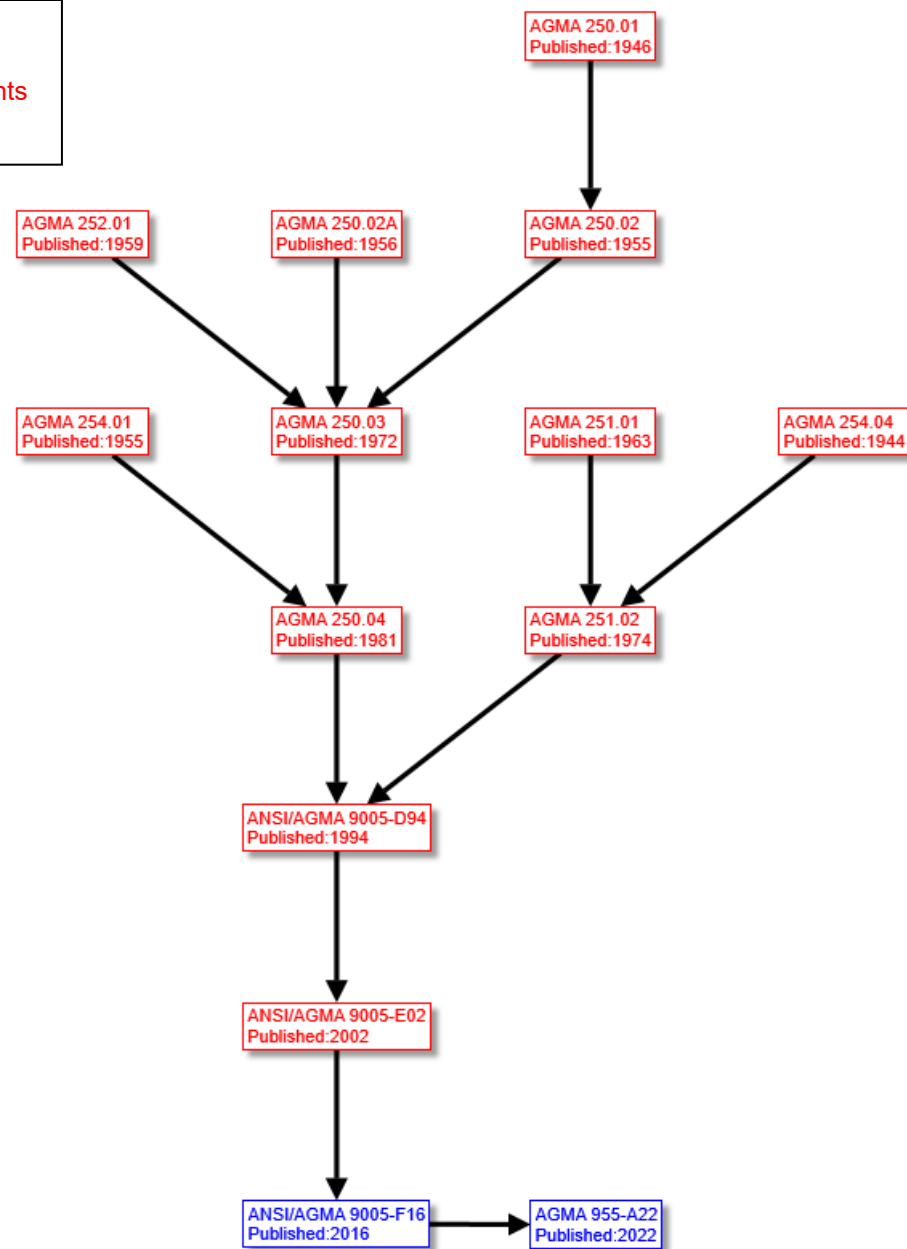 AGMA 250.01
Published:1946
AGMA 252.01
Published:1959
AGMA 250.02A
Published:1956
AGMA 250.02
Published:1955
AGMA 254.01
Published:1955
AGMA 250.03
Published:1972
AGMA 251.01
Published:1963
AGMA 254.04
Published:1944
AGMA 250.04
Published:1981
AGMA 251.02
Published:1974
ANSI/AGMA 9005-D94
Published:1994
ANSI/AGMA 9005-E02
Published:2002
ANSI/AGMA 9005-F16
Published:2016
AGMA 955-A22
Published:2022